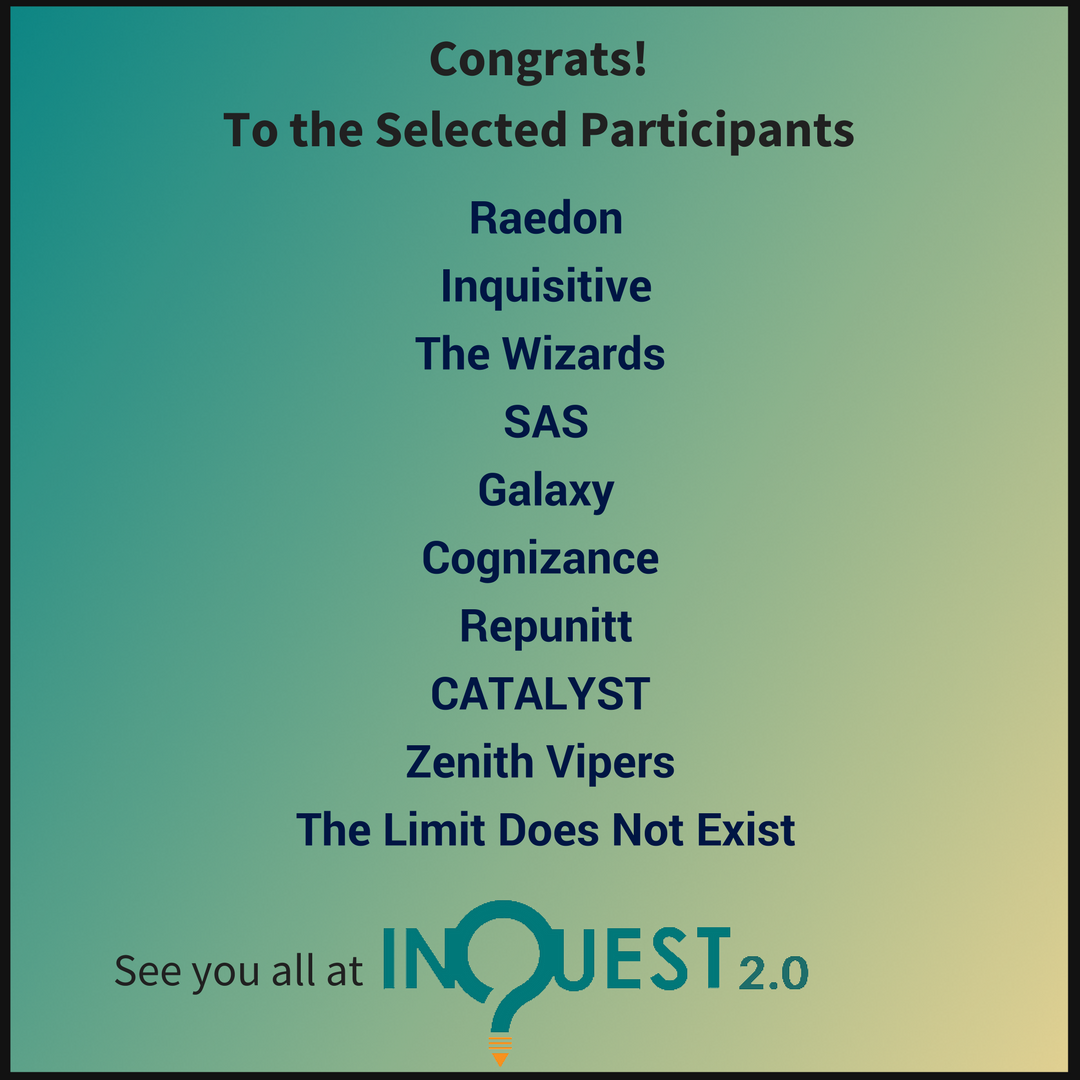 Congrats!
To the Selected Participants
Raedon
Inquisitive
The Wizards
SAS
Galaxy
Cognizance
Repunitt
CATALYST
Zenith Vipers
The Limit Does Not Exist
See you all at INQUEST 2.0